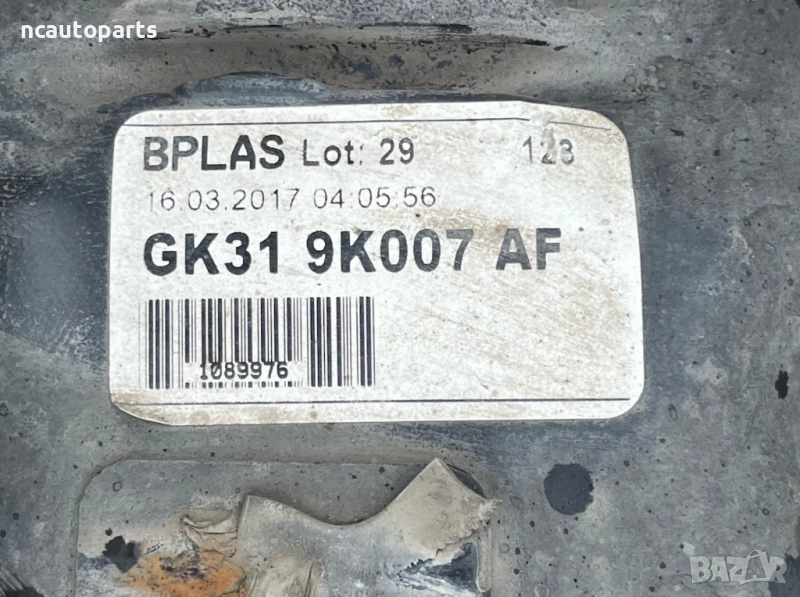 ncautoparts
BPLAS Lot: 29 123
16.03.2017 04:05:56
GK31 9K007 AF
1089976
BAZAR